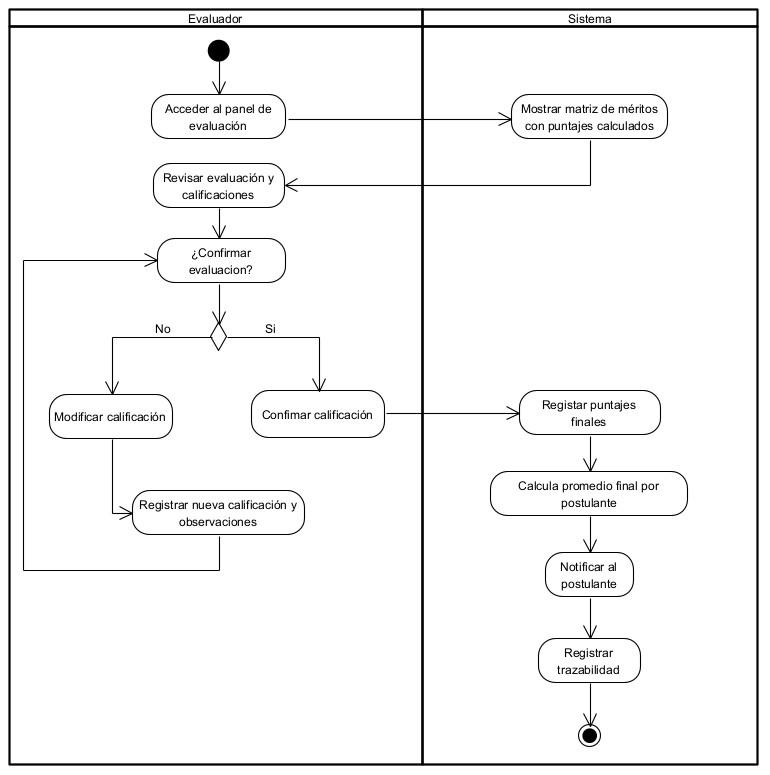 Evaluador
Sistema
Acceder al panel de
evaluación
Mostrar matriz de méritos
con puntajes calculados
Revisar evaluación y
calificaciones
¿Confirmar
evaluacion?
No
Si
Modificar calificación
Confimar calificación
Registar puntajes
finales
Calcula promedio final por
postulante
Registrar nueva calificación y
observaciones
Notificar al
postulante
Registrar
trazabilidad